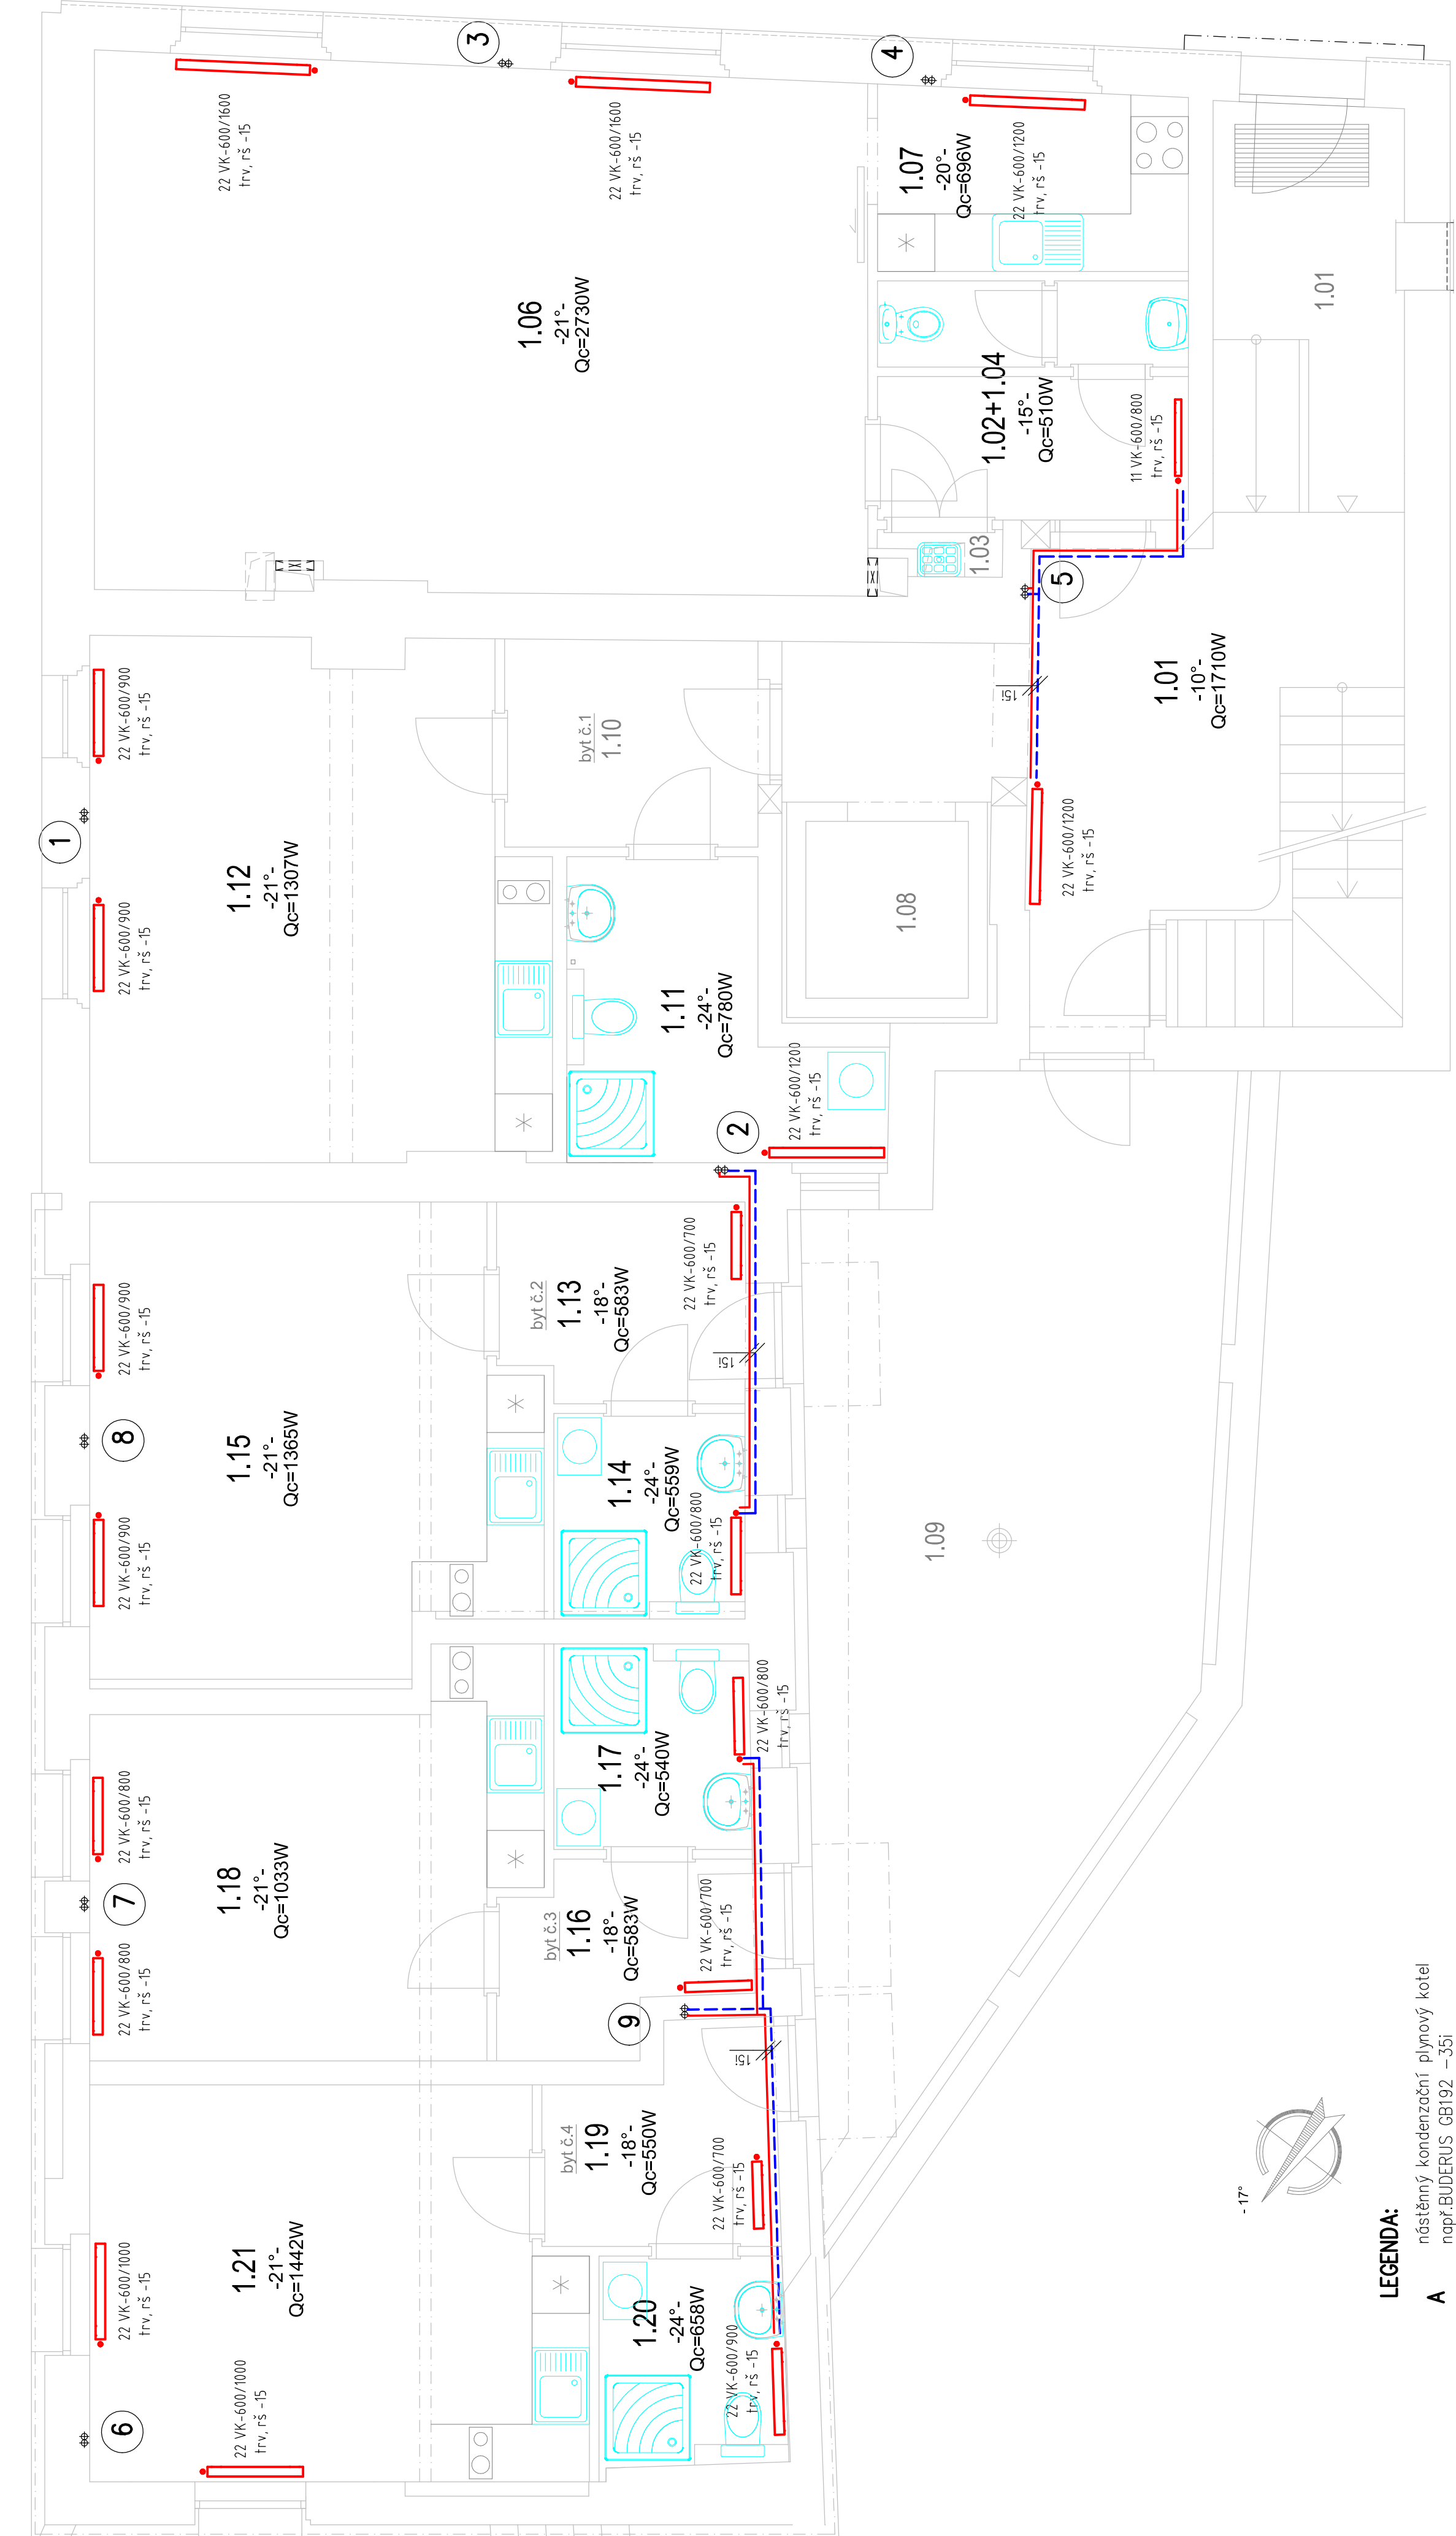 3
4
22 VK-600/1600
trv, rš -15
22 VK-600/1600
trv, rš -15
1.07
-20°-
Qc=696W
22 VK-600/1200
trv, rš -15
1.06
-21°-
Qc=2730W
1.01
1.02+1.04
-15°-
Qc=510W
11 VK-600/800
trv, rš -15
1.03
5
15i
1.01
-10°-
Qc=1710W
22 VK-600/1200
trv, rš -15
22 VK-600/900
trv, rš -15
1
22 VK-600/900
trv, rš -15
1.12
-21°-
Qc=1307W
byt č.1
1.10
1.11
-24°-
Qc=780W
1.08
2
22 VK-600/1200
trv, rš -15
22 VK-600/900
trv, rš -15
8
22 VK-600/900
trv, rš -15
1.15
-21°-
Qc=1365W
byt č.2
1.13
-18°-
Qc=583W
22 VK-600/700
trv, rš -15
15i
1.14
-24°-
Qc=559W
22 VK-600/800
trv, rš -15
1.09
22 VK-600/800
trv, rš -15
7
22 VK-600/800
trv, rš -15
1.18
-21°-
Qc=1033W
1.17
-24°-
Qc=540W
22 VK-600/800
trv, rš -15
byt č.3
1.16
-18°-
Qc=583W
22 VK-600/700
trv, rš -15
9
15i
byt č.4
1.19
-18°-
Qc=550W
22 VK-600/700
trv, rš -15
22 VK-600/1000
trv, rš -15
6
1.21
-21°-
Qc=1442W
22 VK-600/1000
trv, rš -15
1.20
-24°-
Qc=658W
22 VK-600/900
trv, rš -15
- 17°
LEGENDA:
A
nástěnný kondenzační plynový kotel
např.BUDERUS GB192 -35i